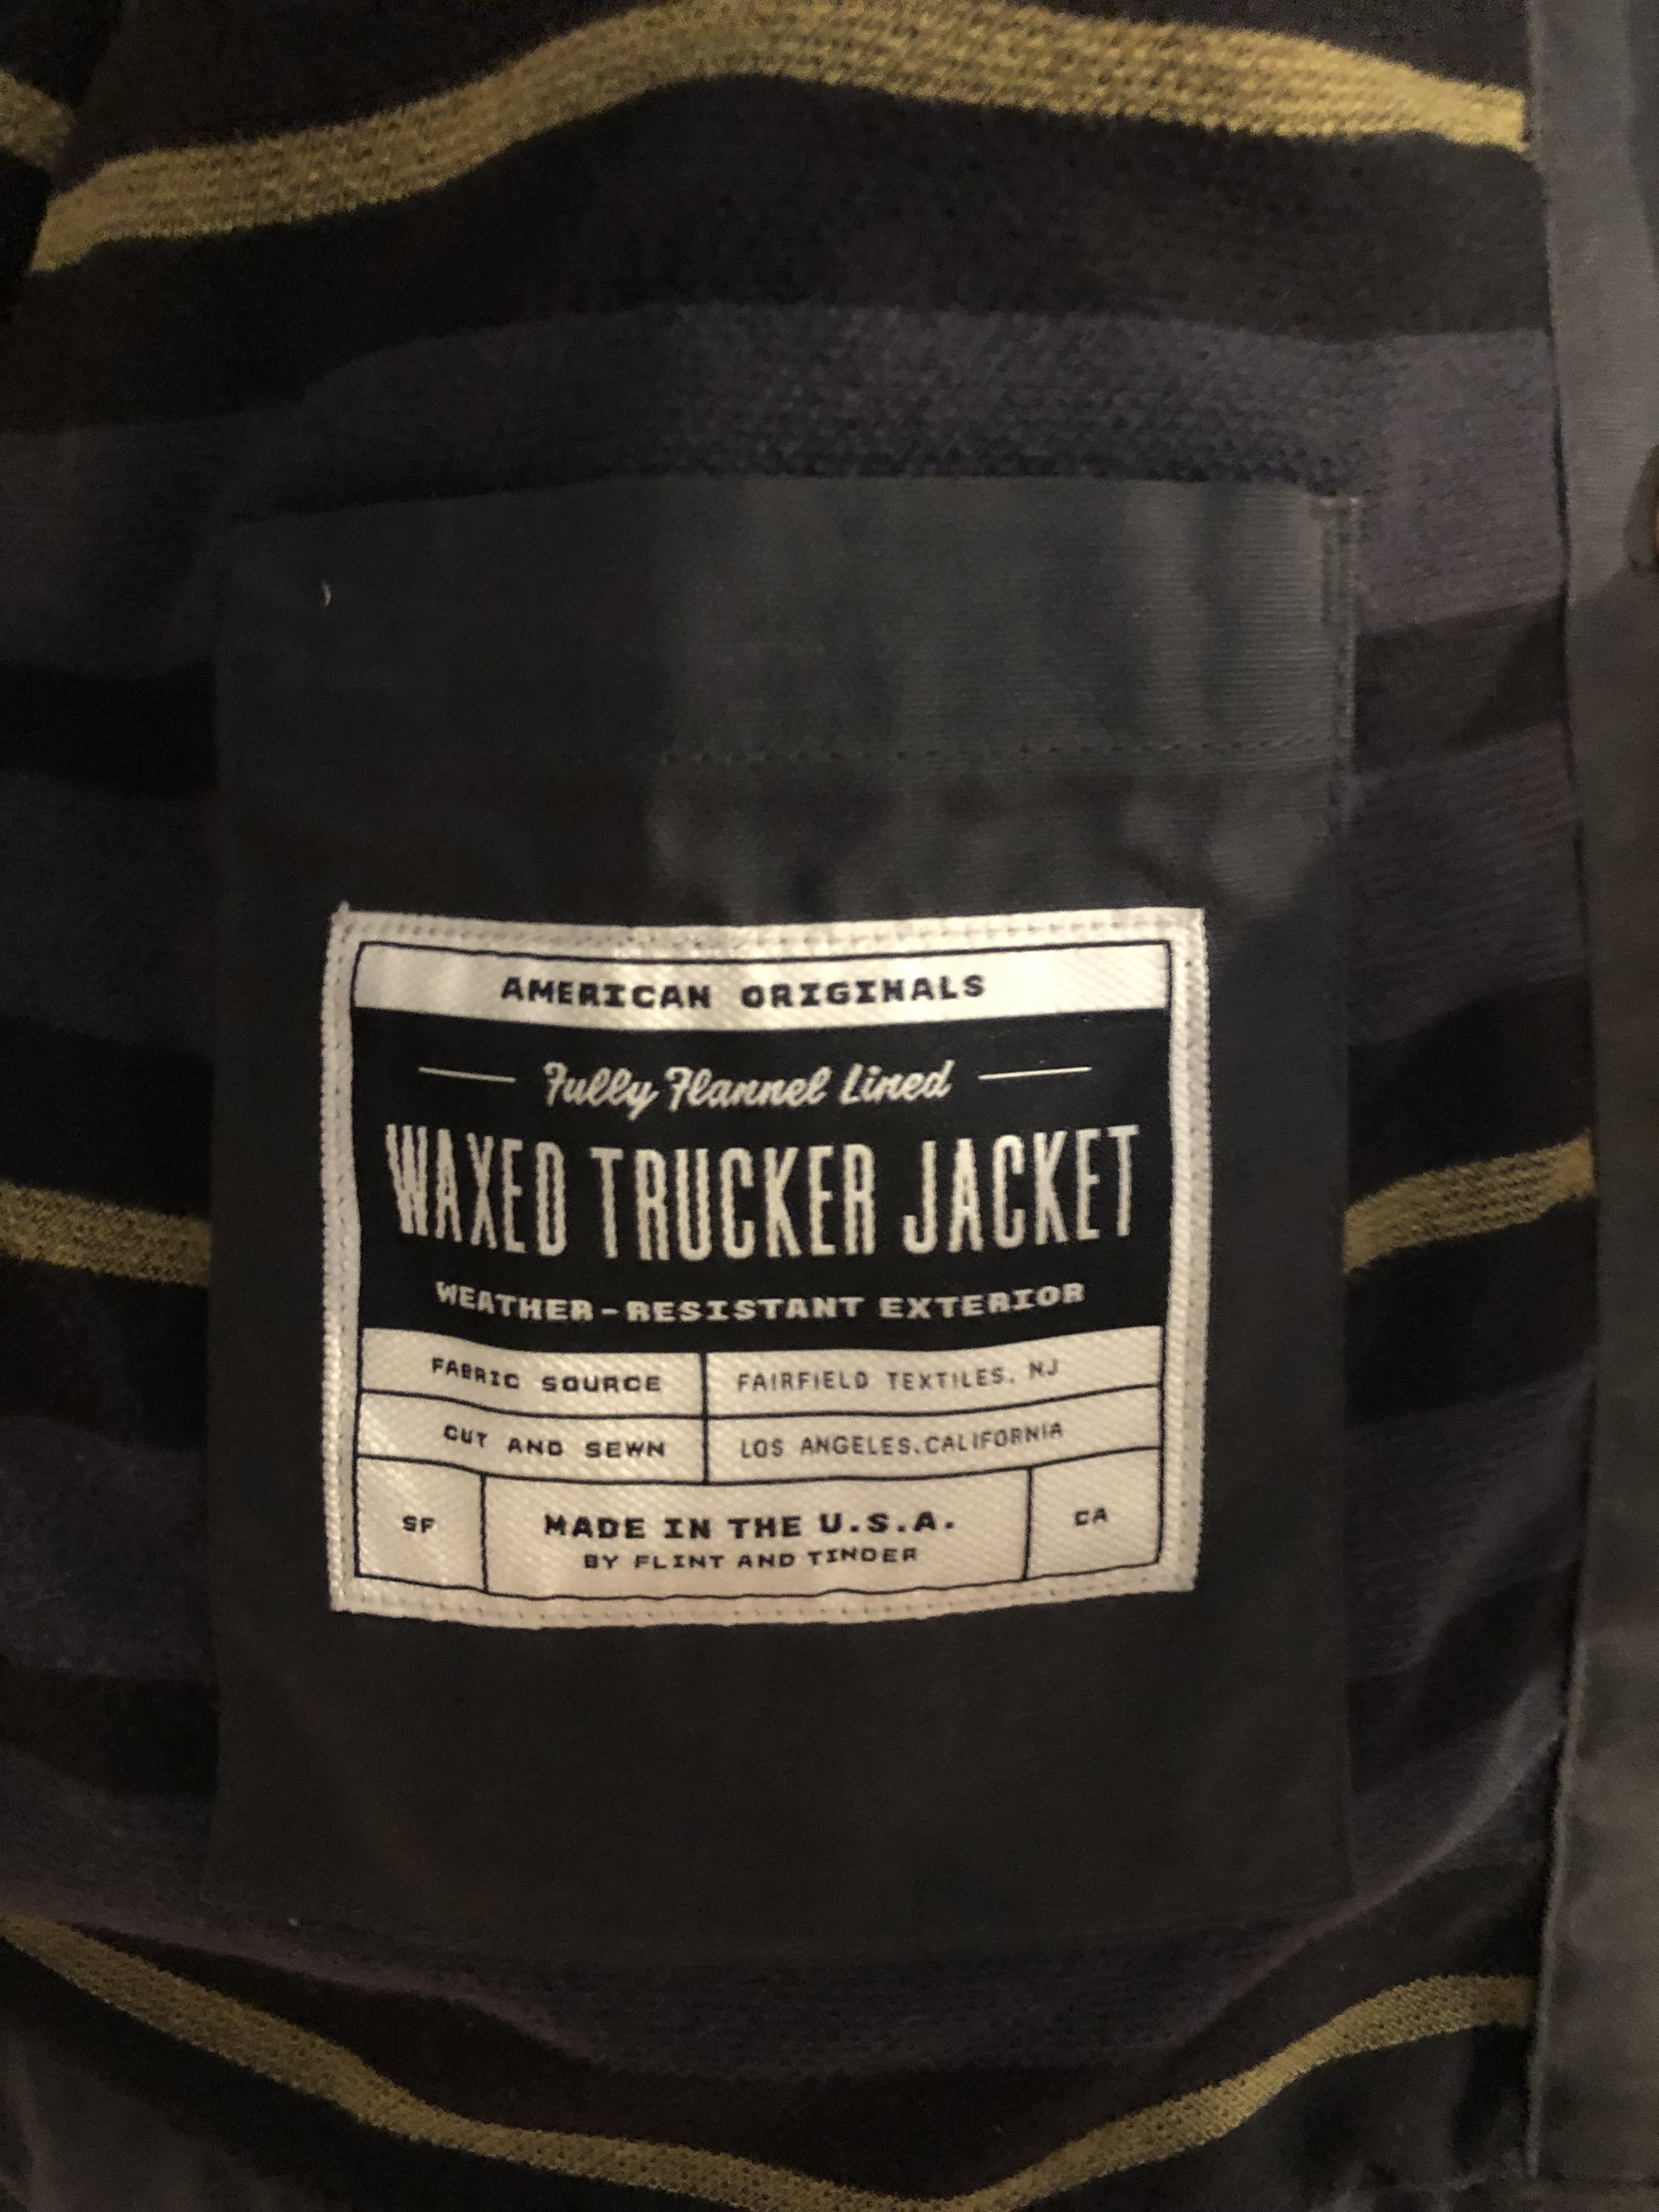 AMERICAN ORIGINALS
Fully Flannel Lined
WAXED TRUCKER JACKET
WEATHER-RESISTANT EXTERIOR
FABRIC SOURCE FAIRFIELD TEXTILES, NJ
CUT AND SEWN LOS ANGELES, CALIFORNIA
SF MADE IN THE U.S.A. CA
BY FLINT AND TINDER